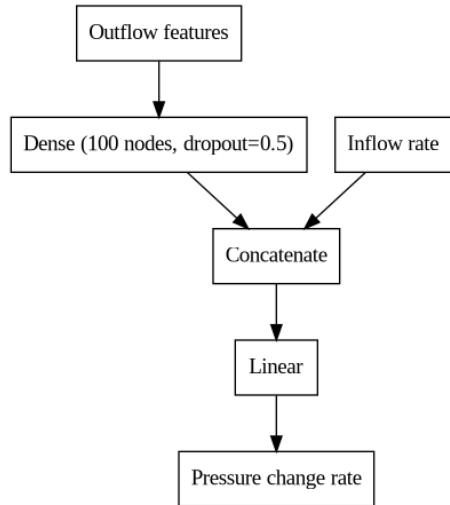 Outflow features
Dense (100 nodes, dropout=0.5)
Inflow rate
Concatenate
Linear
Pressure change rate